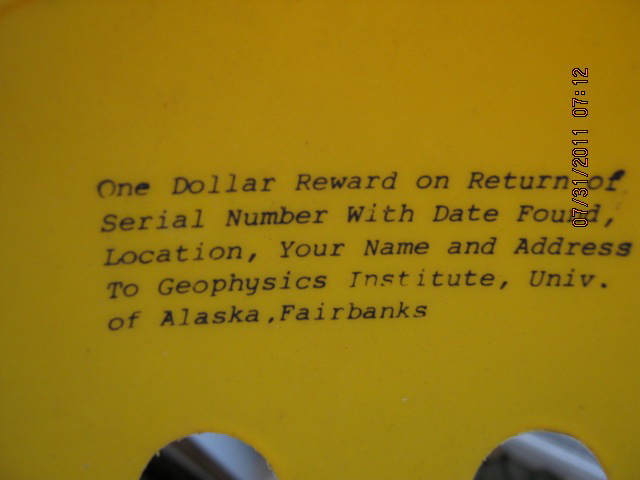 One Dollar Reward on Return of
Serial Number With Date Found,
Location, Your Name and Address
To Geophysics Institute, Univ.
of Alaska,Fairbanks
07/31/2011 07:12